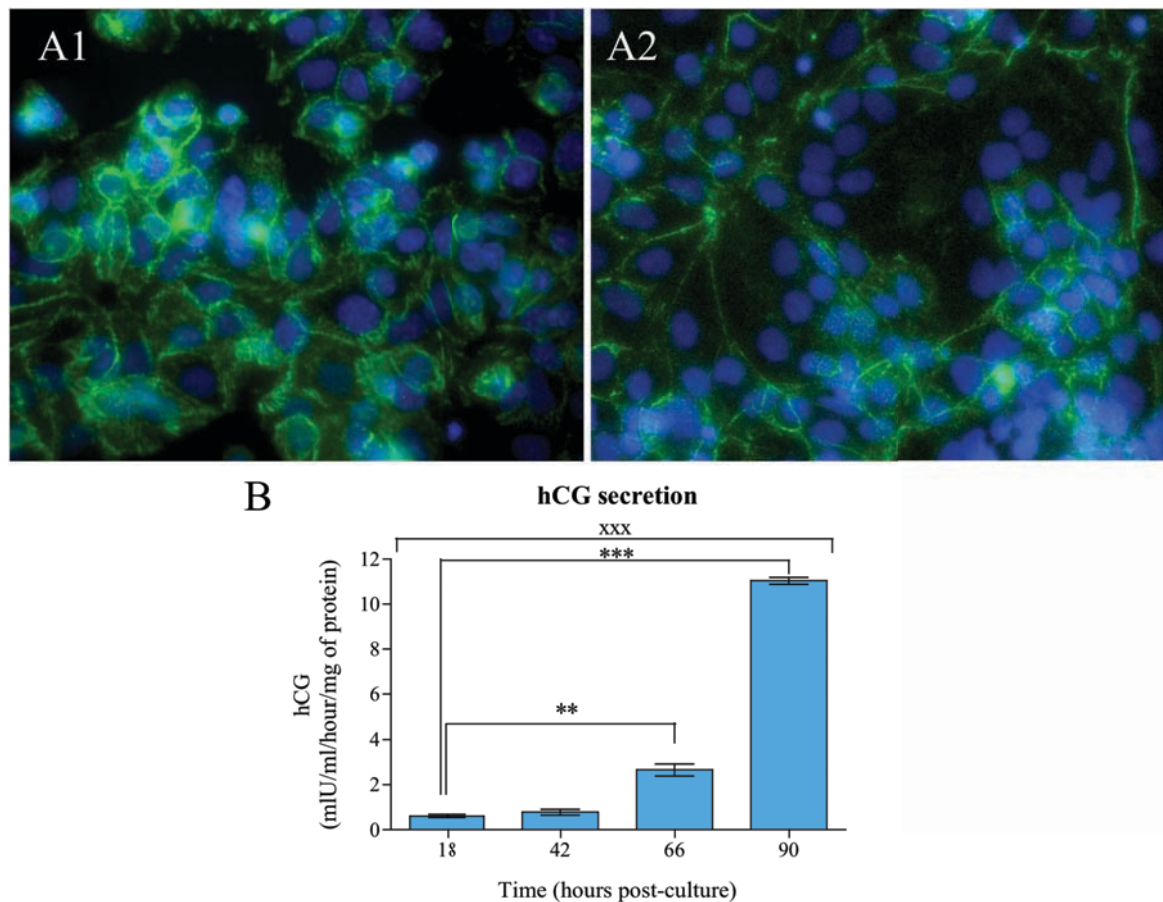 A1
A2
B
hCG secretion
xxx
***
**
12
10
8
6
4
2
0
hCG
(mIU/ml/hour/mg of protein)
18
42
66
90
Time (hours post-culture)